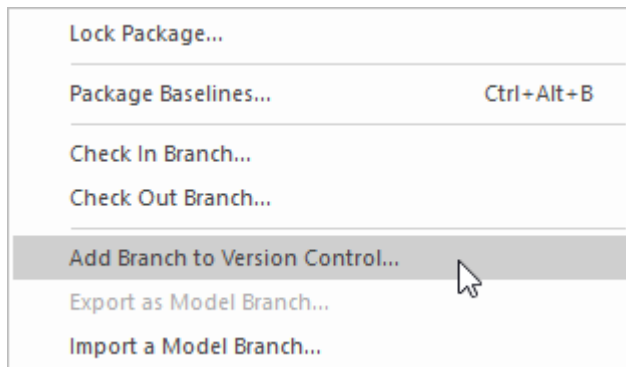 Lock Package...
Package Baselines... Ctrl+Alt+B
Check In Branch...
Check Out Branch...
Add Branch to Version Control...
Export as Model Branch...
Import a Model Branch...